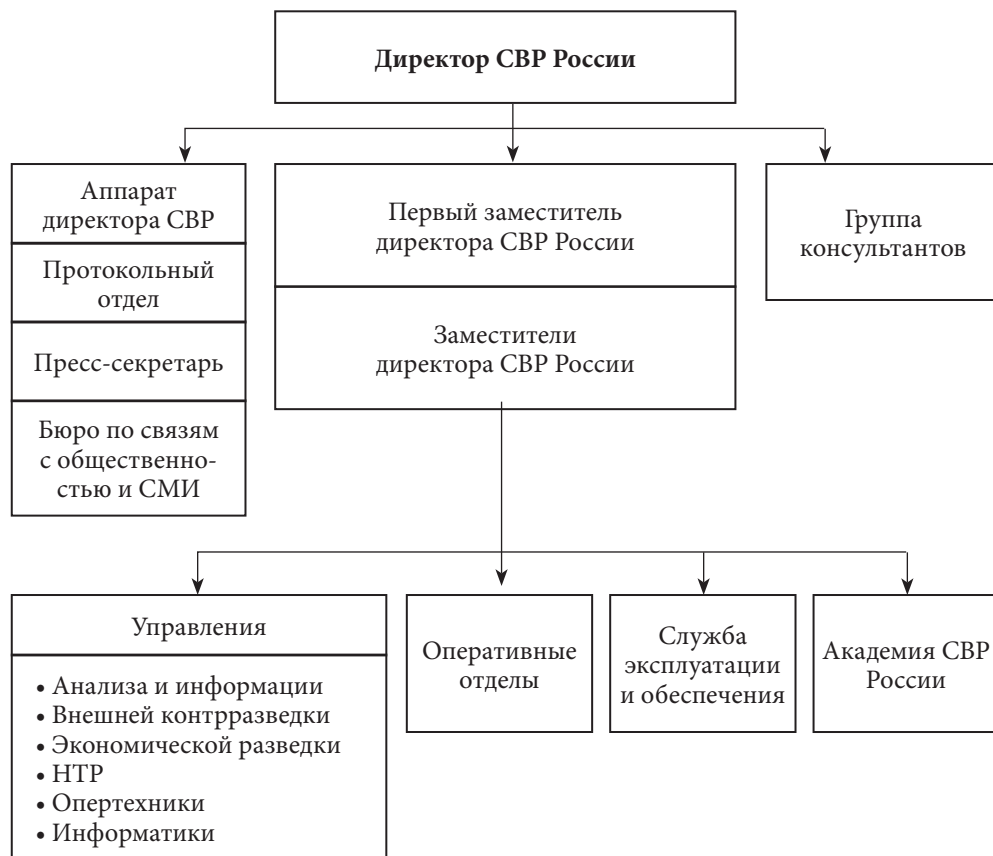 Директор СВР России
Аппарат
директора СВР
Протокольный
отдел
Пресс-секретарь
Бюро по связям
с общественно-
стью и СМИ
Первый заместитель
директора СВР России
Заместители
директора СВР России
Группа
консультантов
Управления
• Анализа и информации
• Внешней контрразведки
• Экономической разведки
• НТР
• Опертехники
• Информатики
Оперативные
отделы
Служба
эксплуатации
и обеспечения
Академия СВР
России